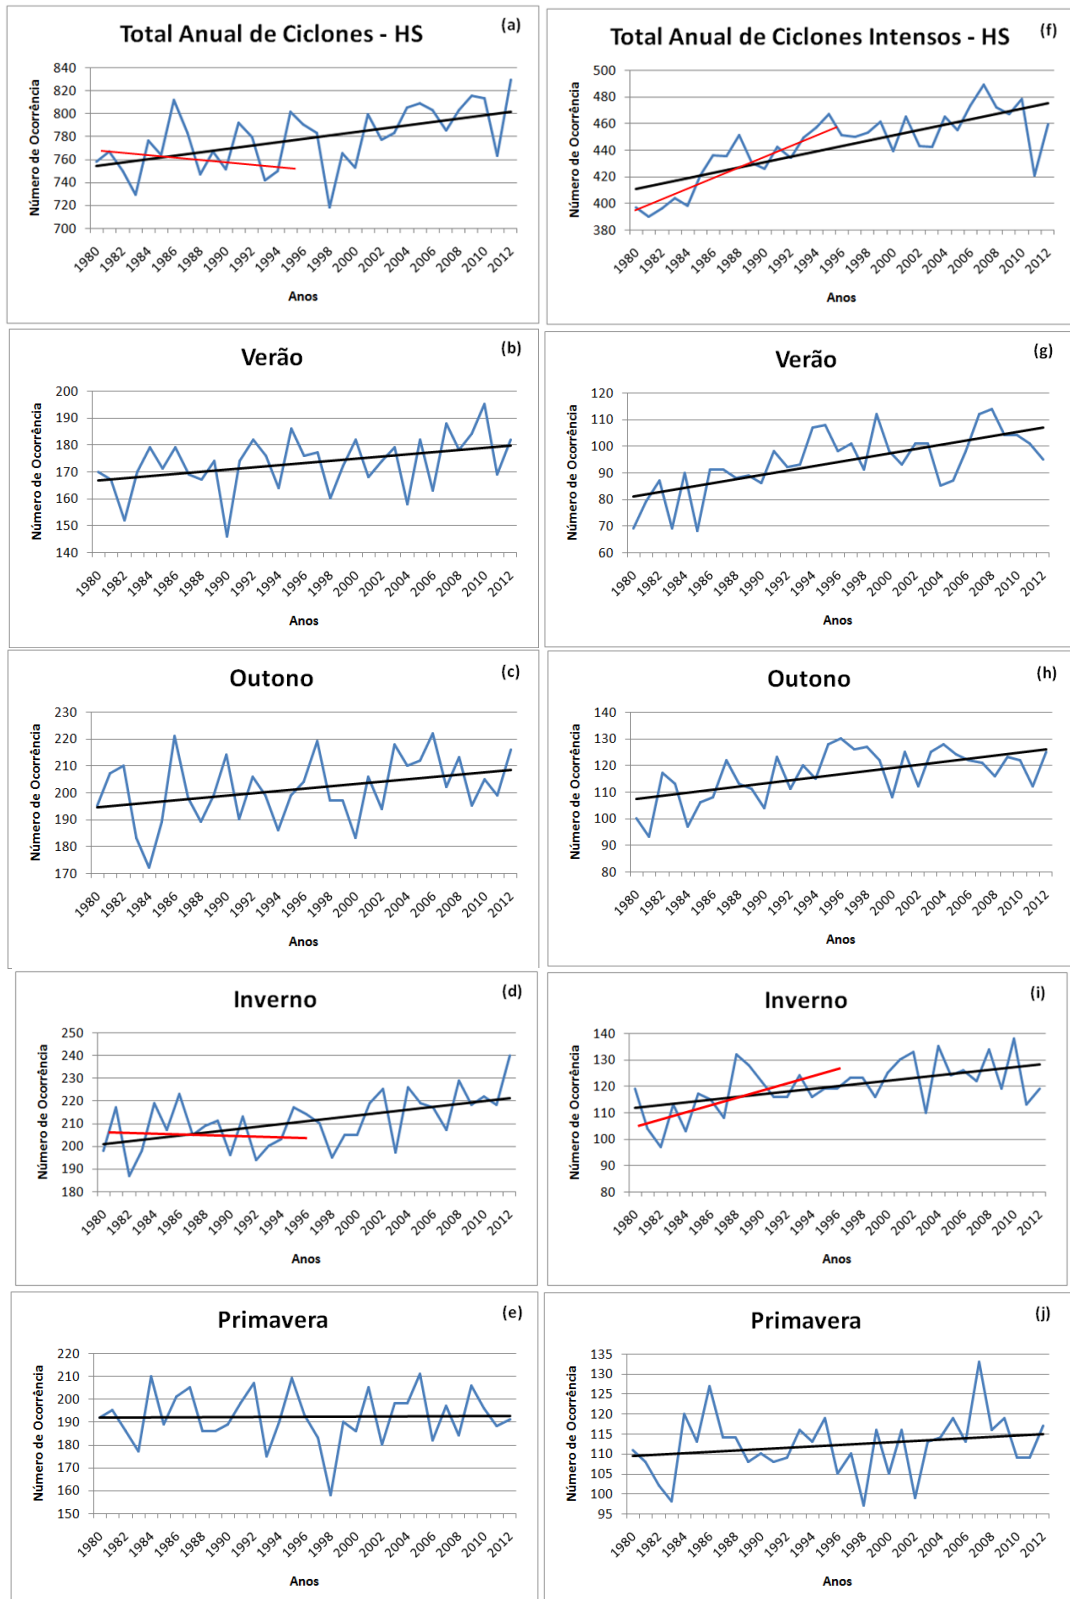 Total Anual de Ciclones - HS
(a)
Número de Ocorrência
840
820
800
780
760
740
720
700
1980 1982 1984 1986 1988 1990 1992 1994 1996 1998 2000 2002 2004 2006 2008 2010 2012
Anos
Total Anual de Ciclones Intensos - HS
(f)
Número de Ocorrência
500
480
460
440
420
400
380
1980 1982 1984 1986 1988 1990 1992 1994 1996 1998 2000 2002 2004 2006 2008 2010 2012
Anos
Verão
(b)
Número de Ocorrência
200
190
180
170
160
150
140
1980 1982 1984 1986 1988 1990 1992 1994 1996 1998 2000 2002 2004 2006 2008 2010 2012
Anos
Verão
(g)
Número de Ocorrência
120
110
100
90
80
70
60
1980 1982 1984 1986 1988 1990 1992 1994 1996 1998 2000 2002 2004 2006 2008 2010 2012
Anos
Outono
(c)
Número de Ocorrência
230
220
210
200
190
180
170
1980 1982 1984 1986 1988 1990 1992 1994 1996 1998 2000 2002 2004 2006 2008 2010 2012
Anos
Outono
(h)
Número de Ocorrência
140
130
120
110
100
90
80
1980 1982 1984 1986 1988 1990 1992 1994 1996 1998 2000 2002 2004 2006 2008 2010 2012
Anos
Inverno
(d)
Número de Ocorrência
250
240
230
220
210
200
190
180
1980 1982 1984 1986 1988 1990 1992 1994 1996 1998 2000 2002 2004 2006 2008 2010 2012
Anos
Inverno
(i)
Número de Ocorrência
140
130
120
110
100
90
80
1980 1982 1984 1986 1988 1990 1992 1994 1996 1998 2000 2002 2004 2006 2008 2010 2012
Anos
Primavera
(e)
Número de Ocorrência
220
210
200
190
180
170
160
150
1980 1982 1984 1986 1988 1990 1992 1994 1996 1998 2000 2002 2004 2006 2008 2010 2012
Anos
Primavera
(j)
Número de Ocorrência
135
130
125
120
115
110
105
100
95
1980 1982 1984 1986 1988 1990 1992 1994 1996 1998 2000 2002 2004 2006 2008 2010 2012
Anos